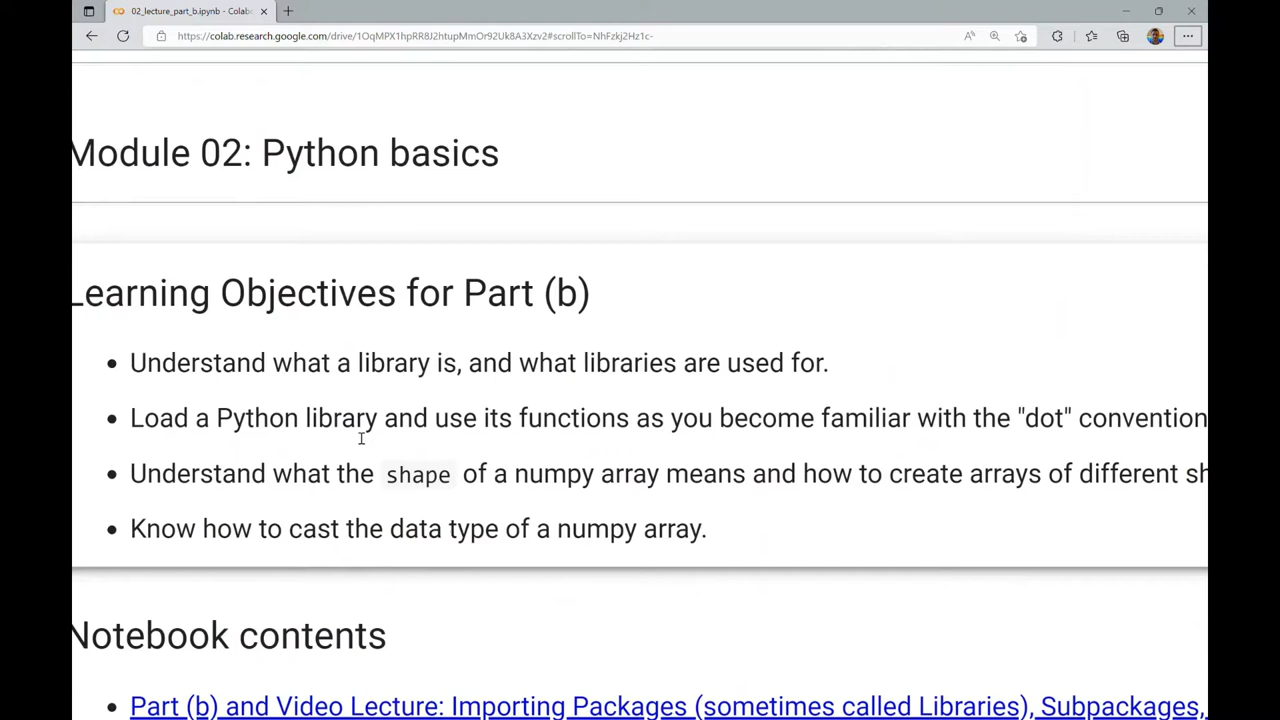 02_lecture_part_b.ipynb - Colabo
https://colab.research.google.com/drive/1OqMPX1hpRR8J2htupMmOr92Uk8A3Xzv2#scrollTo=NhFzkj2Hz1c-
Module 02: Python basics
Learning Objectives for Part (b)
• Understand what a library is, and what libraries are used for.
• Load a Python library and use its functions as you become familiar with the "dot" convention
• Understand what the shape of a numpy array means and how to create arrays of different sh
• Know how to cast the data type of a numpy array.
Notebook contents
• Part (b) and Video Lecture: Importing Packages (sometimes called Libraries), Subpackages,